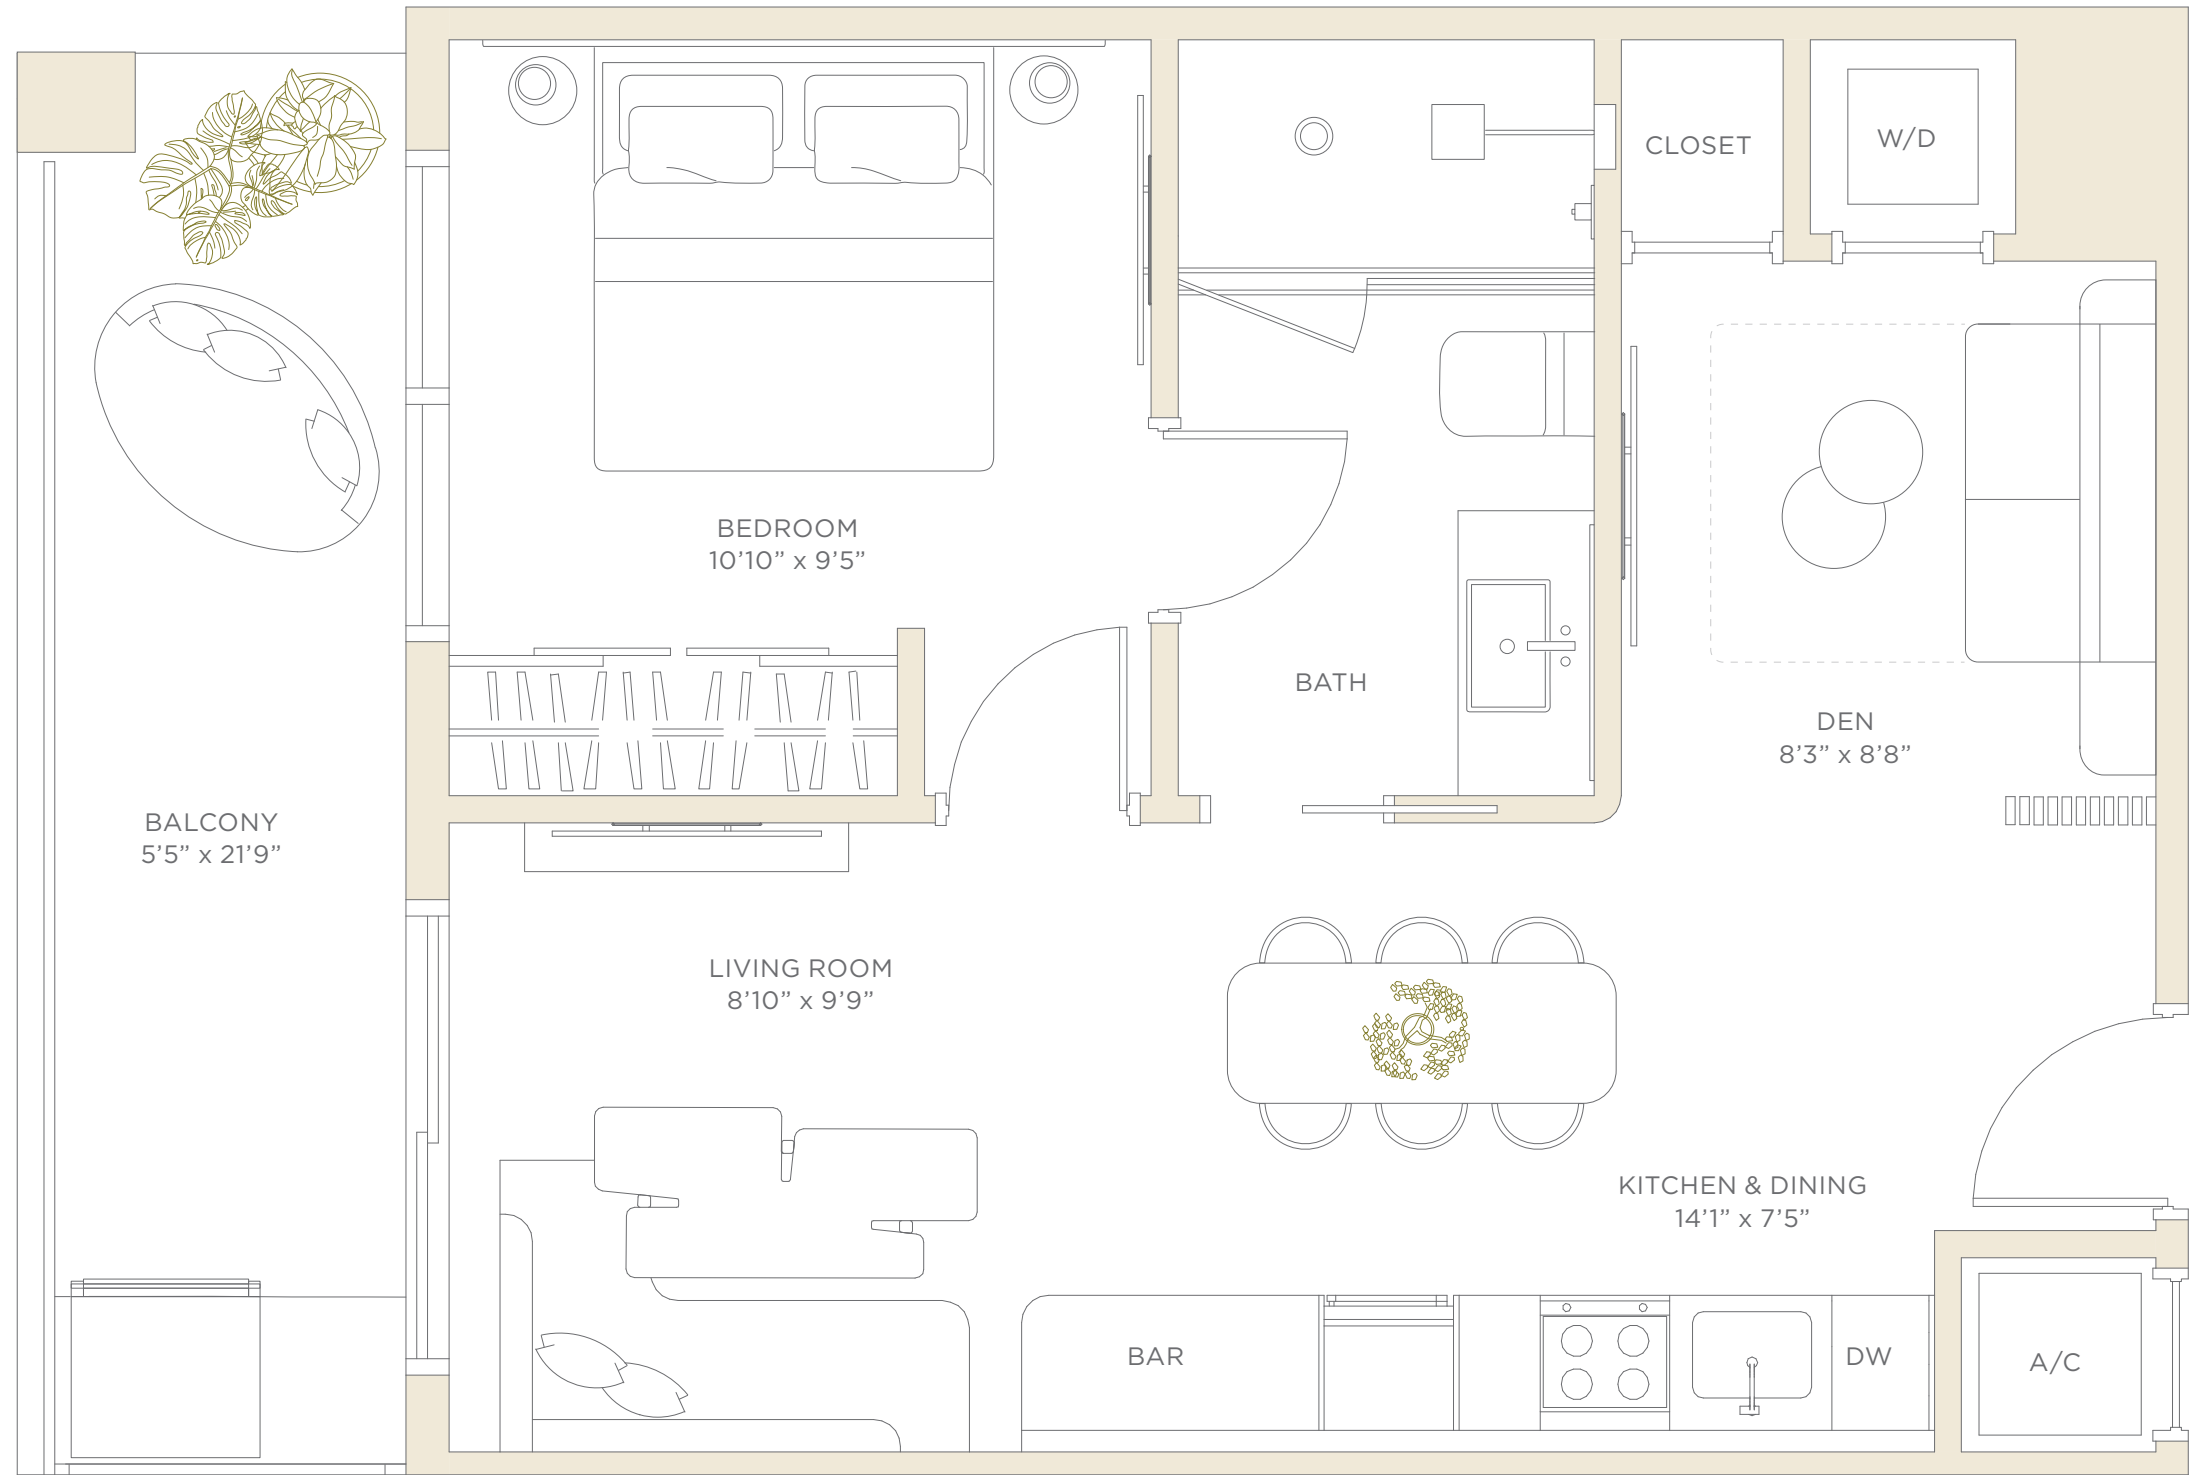 CLOSET
W/D
BEDROOM
10’10” x 9’5”
BATH
DEN
8’3” x 8’8”
BALCONY
5’5” x 21’9”
LIVING ROOM
8’10” x 9’9”
KITCHEN & DINING
14’1” x 7’5”
BAR
DW
A/C